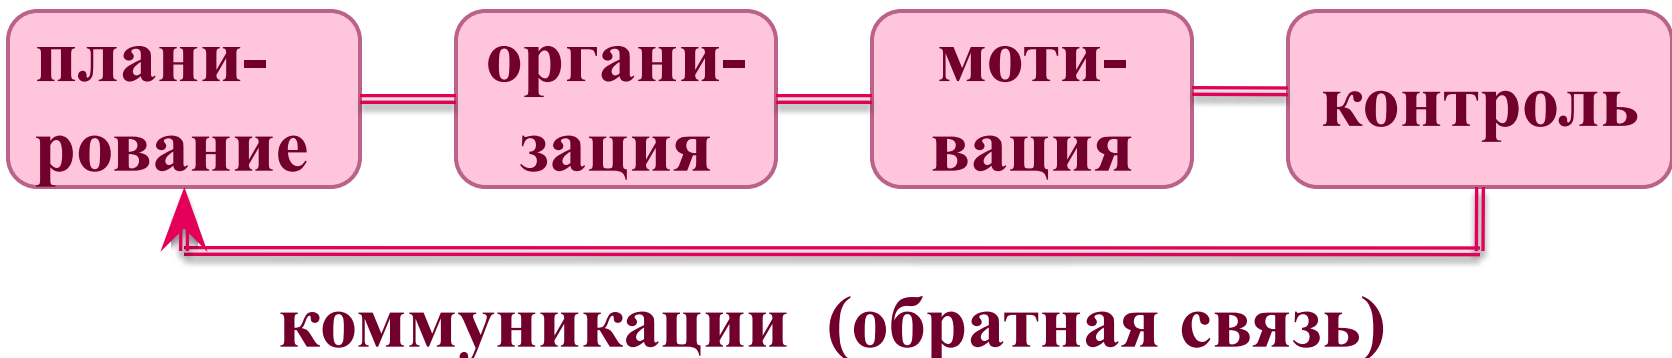 плани-
рование
органи-
зация
моти-
вация
контроль
коммуникации (обратная связь)